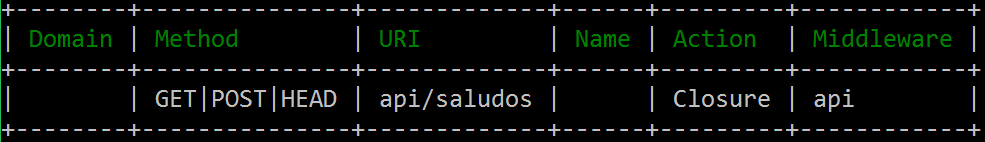 +--------+---------------+-------------+------+---------+------------+
| Domain | Method        | URI         | Name | Action  | Middleware |
+--------+---------------+-------------+------+---------+------------+
|        | GET|POST|HEAD | api/saludos |      | Closure | api        |
+--------+---------------+-------------+------+---------+------------+